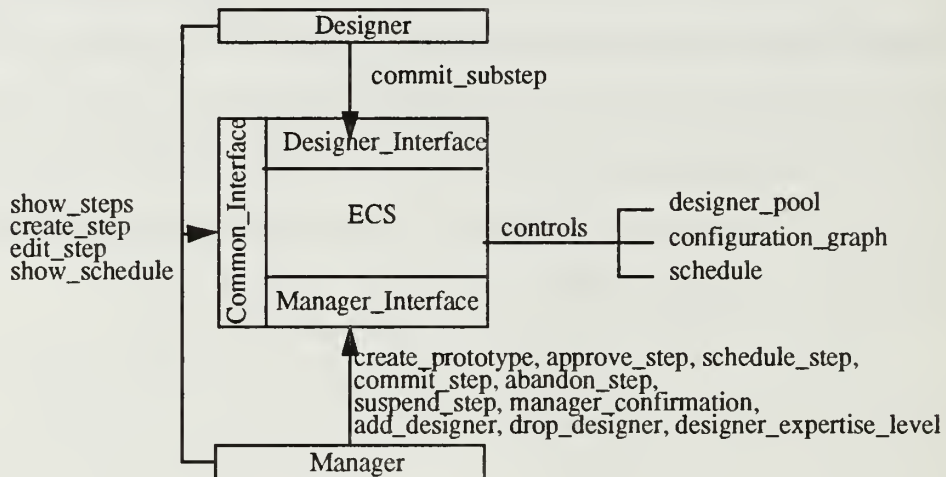 Designer
commit_substep
Common_Interface
Designer_Interface
ECS
Manager_Interface
show_steps
create_step
edit_step
show_schedule
controls
designer_pool
configuration_graph
schedule
create_prototype, approve_step, schedule_step,
commit_step, abandon_step,
suspend_step, manager_confirmation,
add_designer, drop_designer, designer_expertise_level
Manager